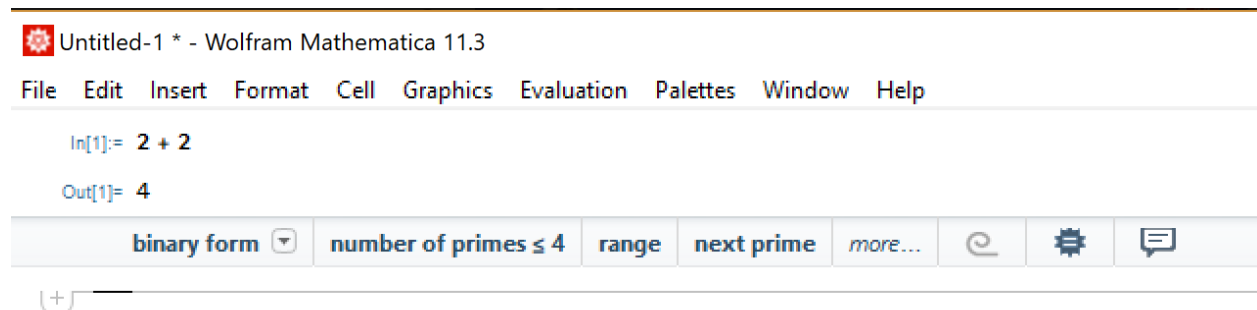 Untitled-1 * - Wolfram Mathematica 11.3
File Edit Insert Format Cell Graphics Evaluation Palettes Window Help
In[1]:= 2 + 2
Out[1]= 4
binary form number of primes ≤ 4 range next prime more...